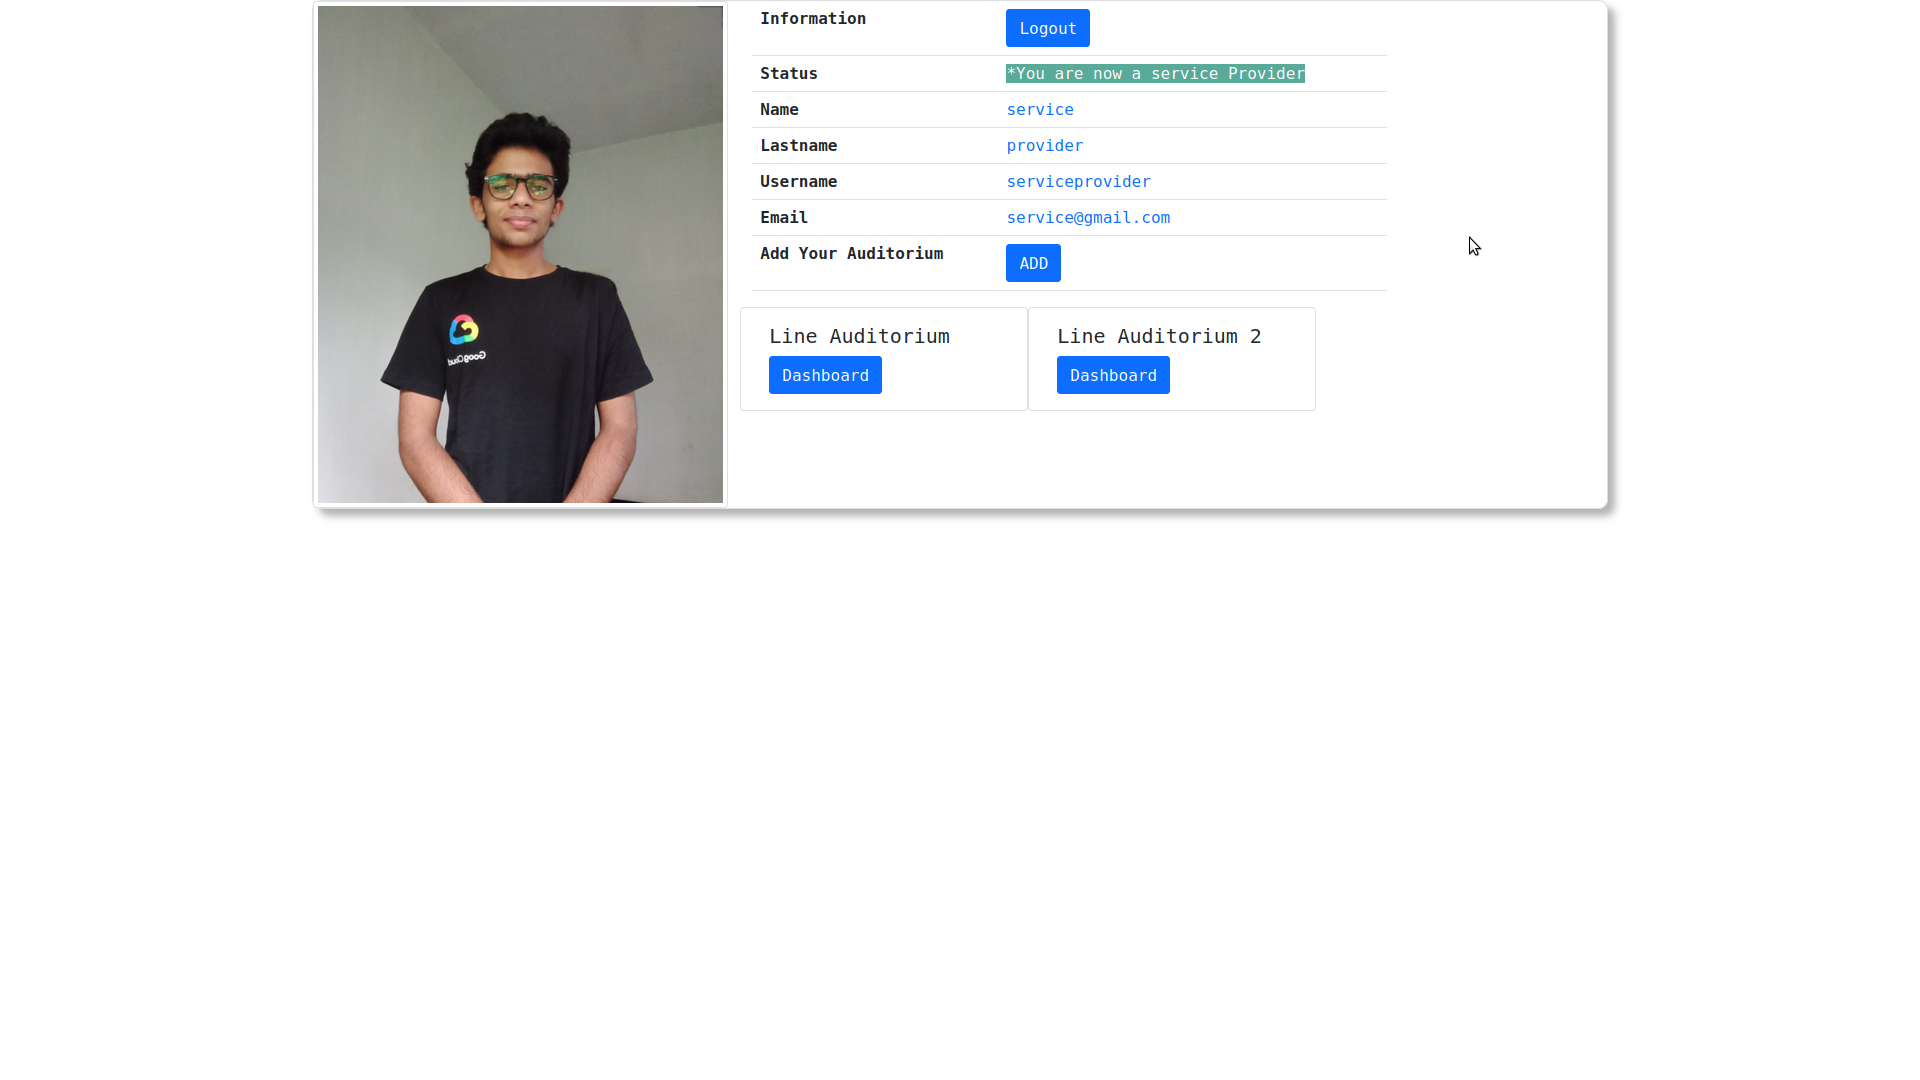 Information Logout
Status *You are now a service Provider
Name service
Lastname provider
Username serviceprovider
Email service@gmail.com
Add Your Auditorium ADD
Line Auditorium
Dashboard
Line Auditorium 2
Dashboard